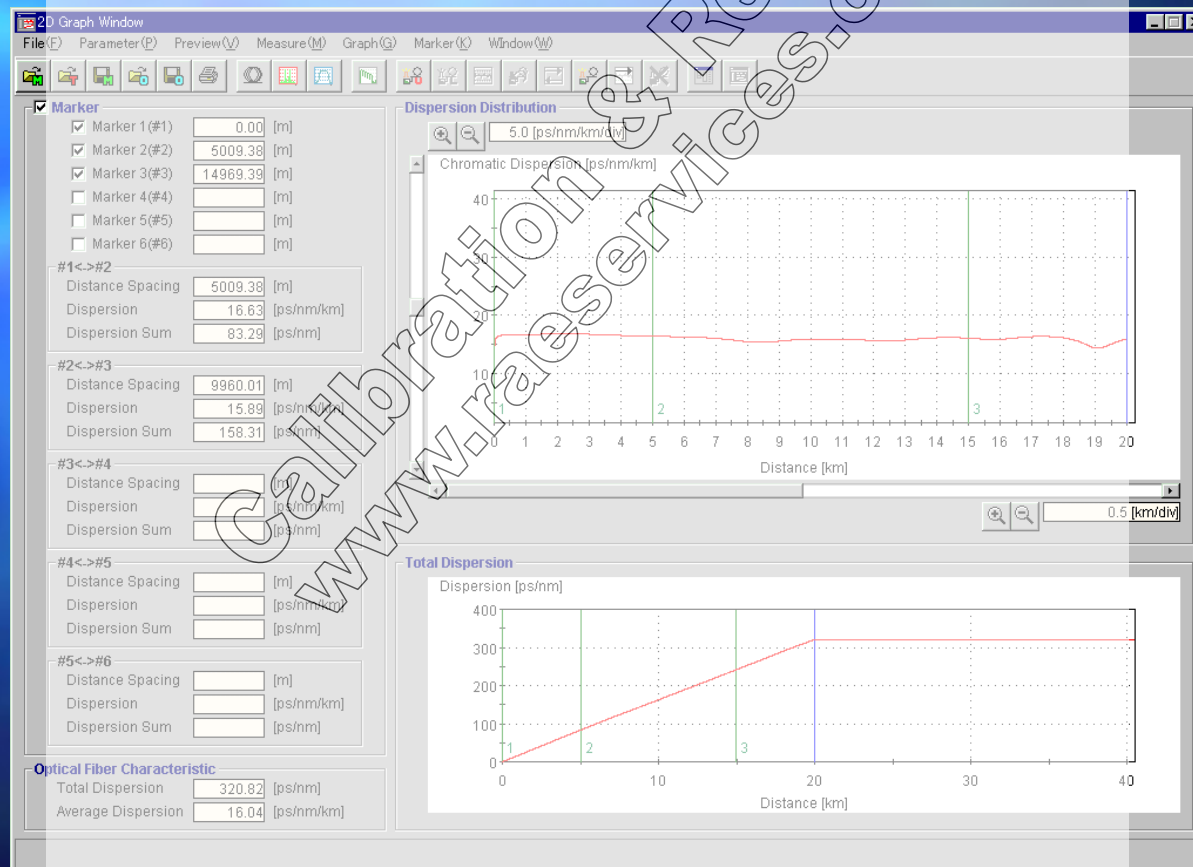 2D Graph Window
File(F) Parameter(P) Preview(V) Measure(M) Graph(G) Marker(K) WIndow(W)
Marker
Marker 1(#1) 0.00 [m]
Marker 2(#2) 5009.38 [m]
Marker 3(#3) 14969.39 [m]
Marker 4(#4) [m]
Marker 5(#5) [m]
Marker 6(#6) [m]
#1<->#2
Distance Spacing 5009.38 [m]
Dispersion 16.63 [ps/nm/km]
Dispersion Sum 83.29 [ps/nm]
#2<->#3
Distance Spacing 9960.01 [m]
Dispersion 15.89 [ps/nm/km]
Dispersion Sum 158.31 [ps/nm]
#3<->#4
Distance Spacing [m]
Dispersion [ps/nm/km]
Dispersion Sum [ps/nm]
#4<->#5
Distance Spacing [m]
Dispersion [ps/nm/km]
Dispersion Sum [ps/nm]
#5<->#6
Distance Spacing [m]
Dispersion [ps/nm/km]
Dispersion Sum [ps/nm]
Optical Fiber Characteristic
Total Dispersion 320.82 [ps/nm]
Average Dispersion 16.04 [ps/nm/km]
Dispersion Distribution
5.0 [ps/nm/km/div]
Chromatic Dispersion [ps/nm/km]
40
30
20
10
1 2 3
0 1 2 3 4 5 6 7 8 9 10 11 12 13 14 15 16 17 18 19 20
Distance [km]
0.5 [km/div]
Total Dispersion
Dispersion [ps/nm]
400
300
200
100
0
1 2 3
0 10 20 30 40
Distance [km]
Calibration &
www.raeservices.